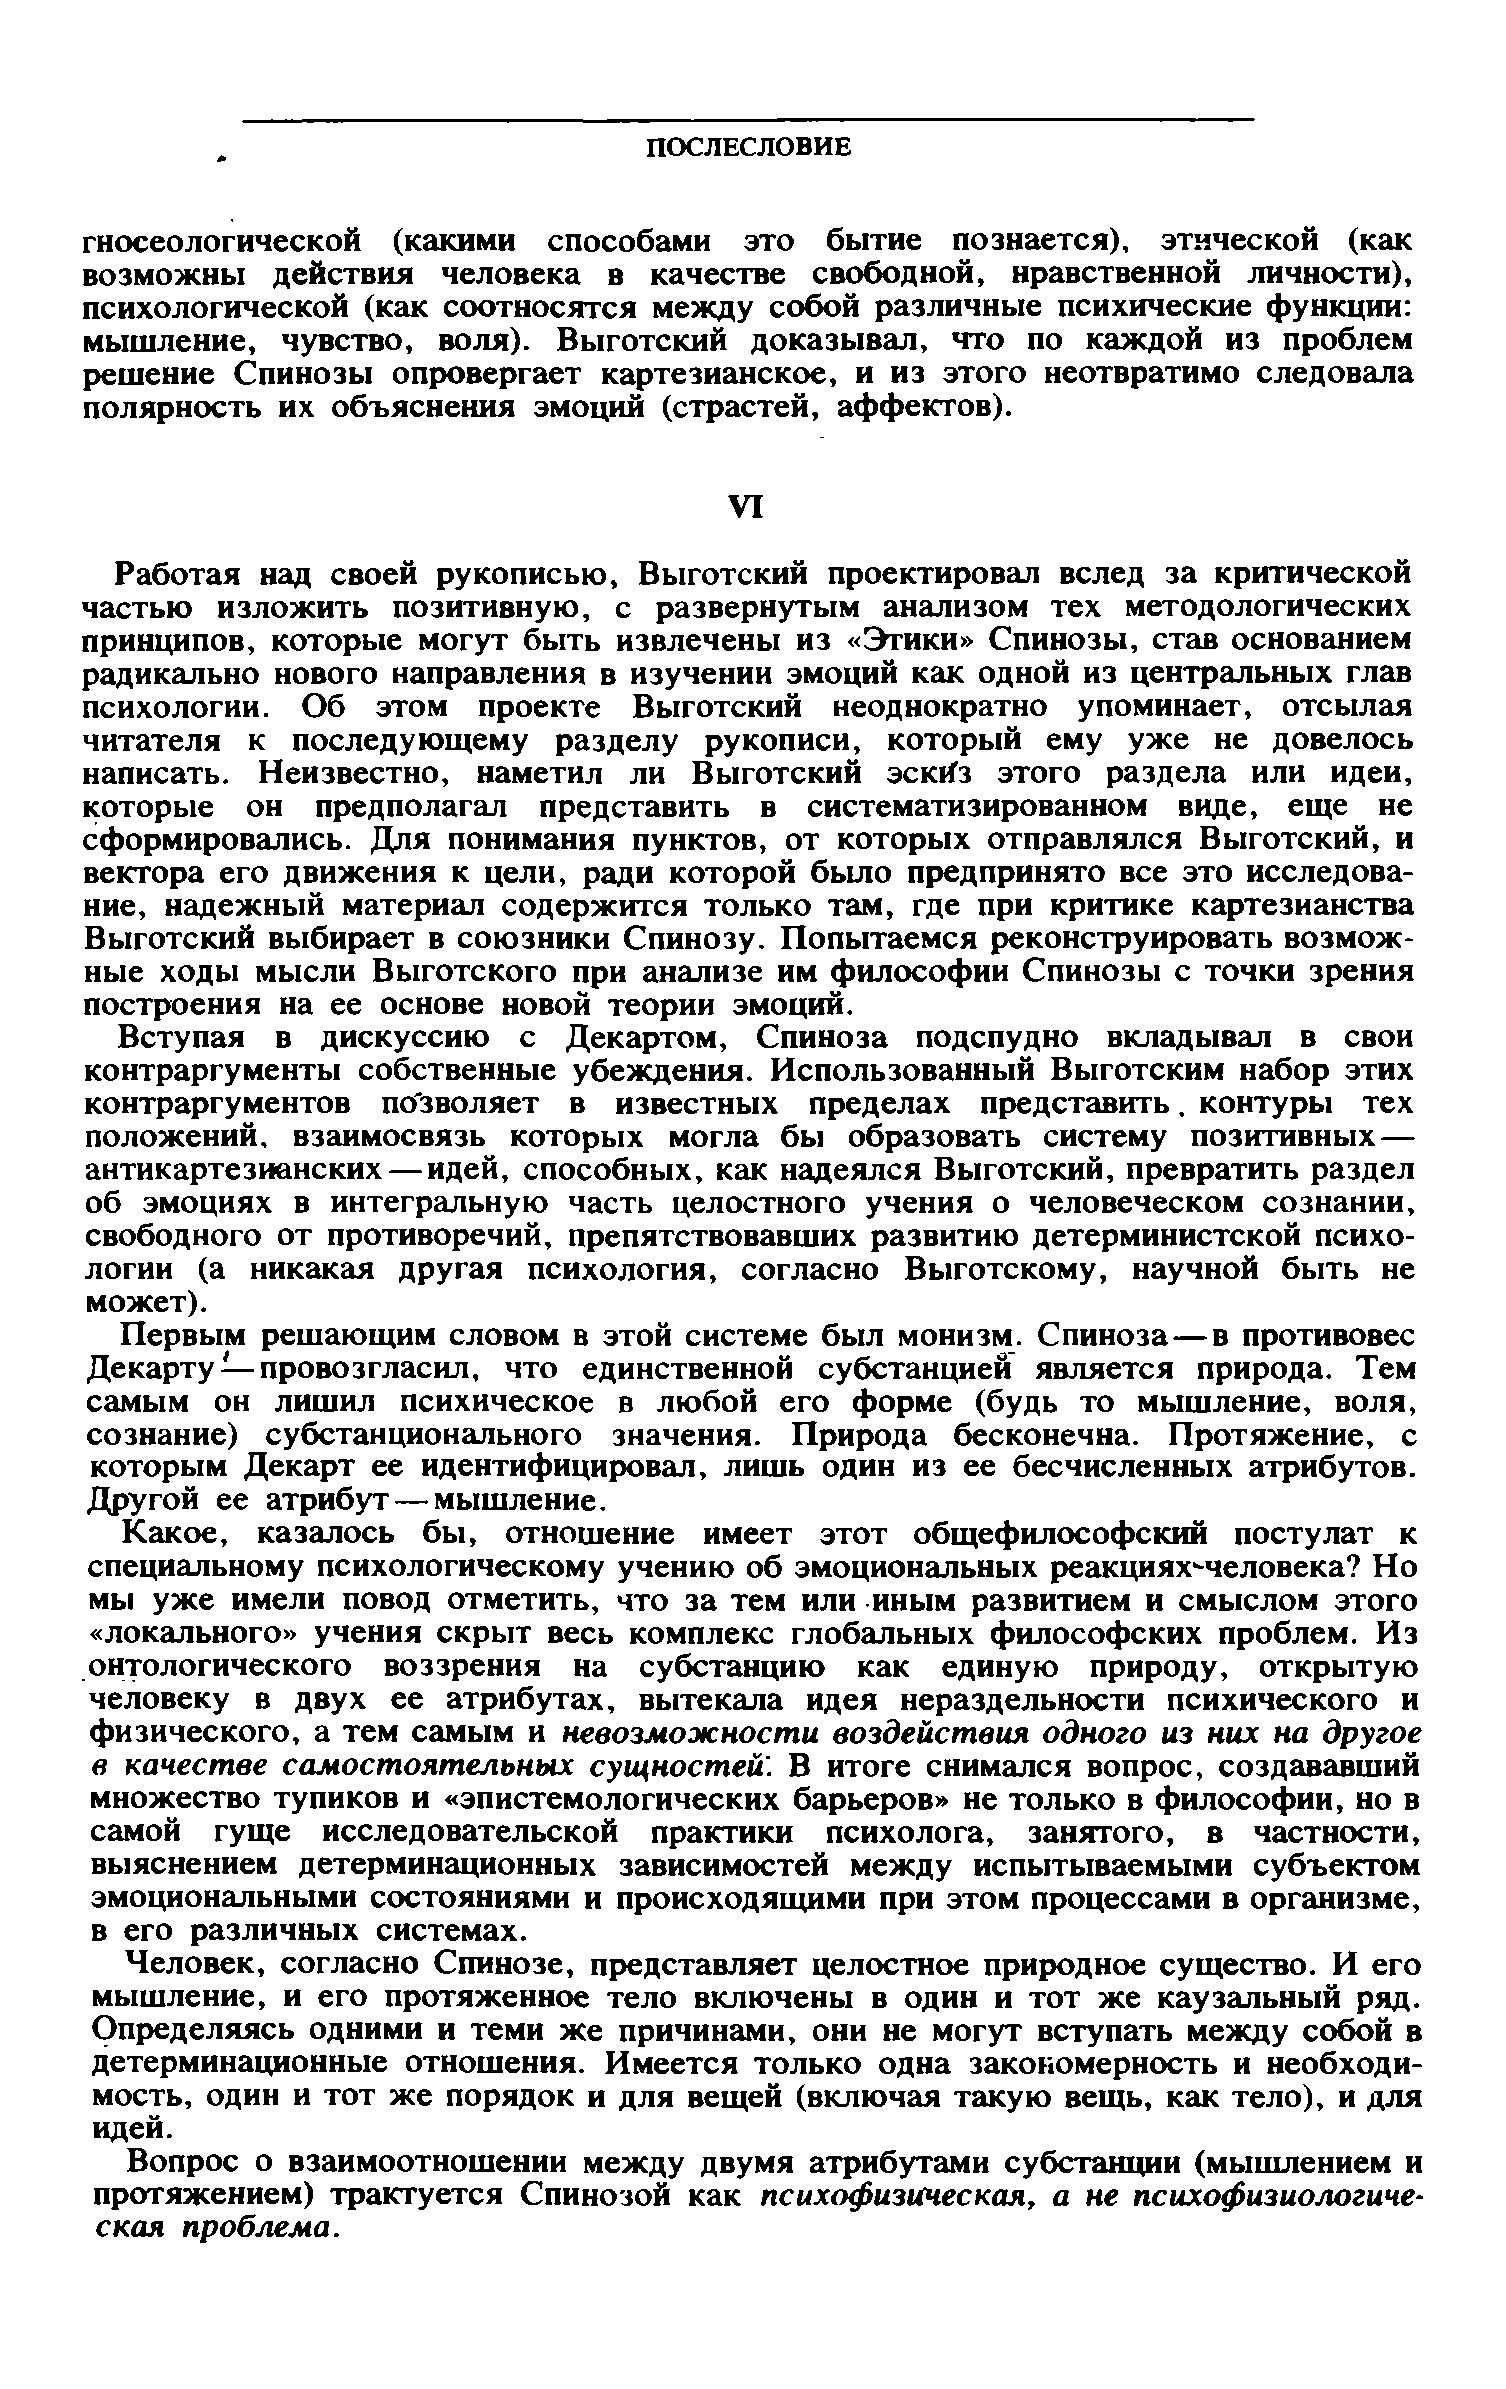 ПОСЛЕСЛОВИЕ
гносеологической (какими способами это бытие познается), этической (как
возможны действия человека в качестве свободной, нравственной личности),
психологической (как соотносятся между собой различные психические функции:
мышление, чувство, воля). Выготский доказывал, что по каждой из проблем
решение Спинозы опровергает картезианское, и из этого неотвратимо следовала
полярность их объяснения эмоций (страстей, аффектов).
VI
Работая над своей рукописью, Выготский проектировал вслед за критической
частью изложить позитивную, с развернутым анализом тех методологических
принципов, которые могут быть извлечены из «Этики» Спинозы, став основанием
радикально нового направления в изучении эмоций как одной из центральных глав
психологии. Об этом проекте Выготский неоднократно упоминает, отсылая
читателя к последующему разделу рукописи, который ему уже не довелось
написать. Неизвестно, наметил ли Выготский эскиз этого раздела или идеи,
которые он предполагал представить в систематизированном виде, еще не
сформировались. Для понимания пунктов, от которых отправлялся Выготский, и
вектора его движения к цели, ради которой было предпринято все это исследова-
ние, надежный материал содержится только там, где при критике картезианства
Выготский выбирает в союзники Спинозу. Попытаемся реконструировать возмож-
ные ходы мысли Выготского при анализе им философии Спинозы с точки зрения
построения на ее основе новой теории эмоций.
Вступая в дискуссию с Декартом, Спиноза подспудно вкладывал в свои
контраргументы собственные убеждения. Использованный Выготским набор этих
контраргументов позволяет в известных пределах представить контуры тех
положений, взаимосвязь которых могла бы образовать систему позитивных —
антикартезианских — идей, способных, как надеялся Выготский, превратить раздел
об эмоциях в интегральную часть целостного учения о человеческом сознании,
свободного от противоречий, препятствовавших развитию детерминистской психо-
логии (а никакая другая психология, согласно Выготскому, научной быть не
может).
Первым решающим словом в этой системе был монизм. Спиноза — в противовес
Декарту — провозгласил, что единственной субстанцией является природа. Тем
самым он лишил психическое в любой его форме (будь то мышление, воля,
сознание) субстанционального значения. Природа бесконечна. Протяжение, с
которым Декарт ее идентифицировал, лишь один из ее бесчисленных атрибутов.
Другой ее атрибут — мышление.
Какое, казалось бы, отношение имеет этот общефилософский постулат к
специальному психологическому учению об эмоциональных реакциях человека? Но
мы уже имели повод отметить, что за тем или иным развитием и смыслом этого
«локального» учения скрыт весь комплекс глобальных философских проблем. Из
онтологического воззрения на субстанцию как единую природу, открытую
человеку в двух ее атрибутах, вытекала идея нераздельности психического и
физического, а тем самым и невозможности воздействия одного из них на другое
в качестве самостоятельных сущностей. В итоге снимался вопрос, создававший
множество тупиков и «эпистемологических барьеров» не только в философии, но в
самой гуще исследовательской практики психолога, занятого, в частности,
выяснением детерминационных зависимостей между испытываемыми субъектом
эмоциональными состояниями и происходящими при этом процессами в организме,
в его различных системах.
Человек, согласно Спинозе, представляет целостное природное существо. И его
мышление, и его протяженное тело включены в один и тот же каузальный ряд.
Определяясь одними и теми же причинами, они не могут вступать между собой в
детерминационные отношения. Имеется только одна закономерность и необходи-
мость, один и тот же порядок и для вещей (включая такую вещь, как тело), и для
идей.
Вопрос о взаимоотношении между двумя атрибутами субстанции (мышлением и
протяжением) трактуется Спинозой как психофизическая, а не психофизиологиче-
ская проблема.